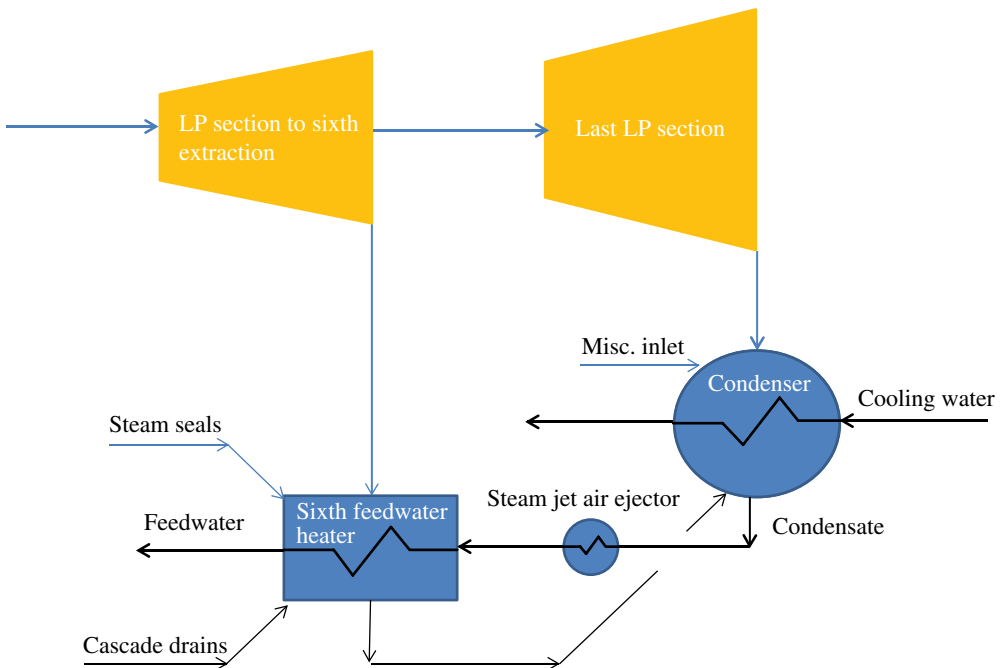 LP section to sixth
extraction
Last LP section
Misc. inlet
Condenser
Cooling water
Steam seals
Steam jet air ejector
Sixth feedwater
heater
Feedwater
Condensate
Cascade drains